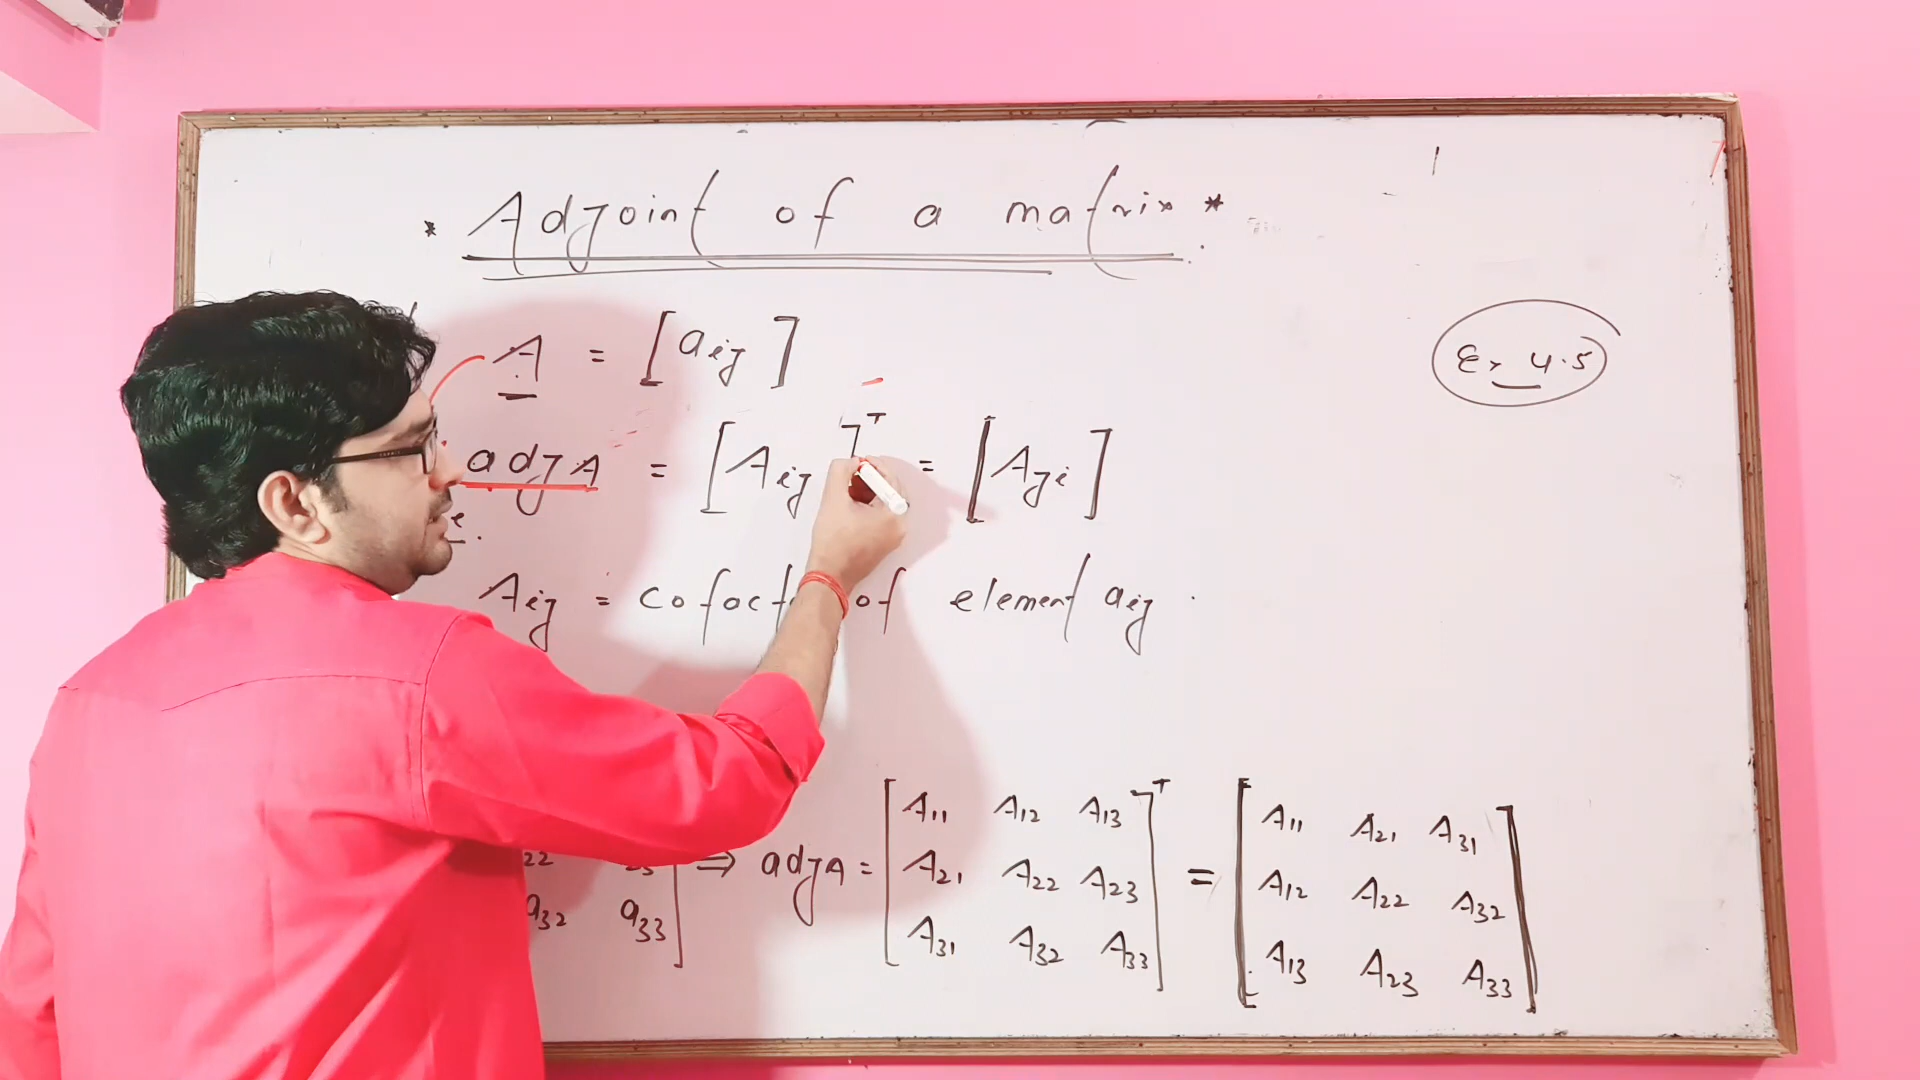 * Adjoint of a matrix *
A = [aij]
Ex 4.5
adjA = [Aij]ᵀ = [Aji]
Aij = cofactor of element aij.
⇒ adjA = [A11 A12 A13 A21 A22 A23 A31 A32 A33]ᵀ = [A11 A21 A31 A12 A22 A32 A13 A23 A33]
a32 a33